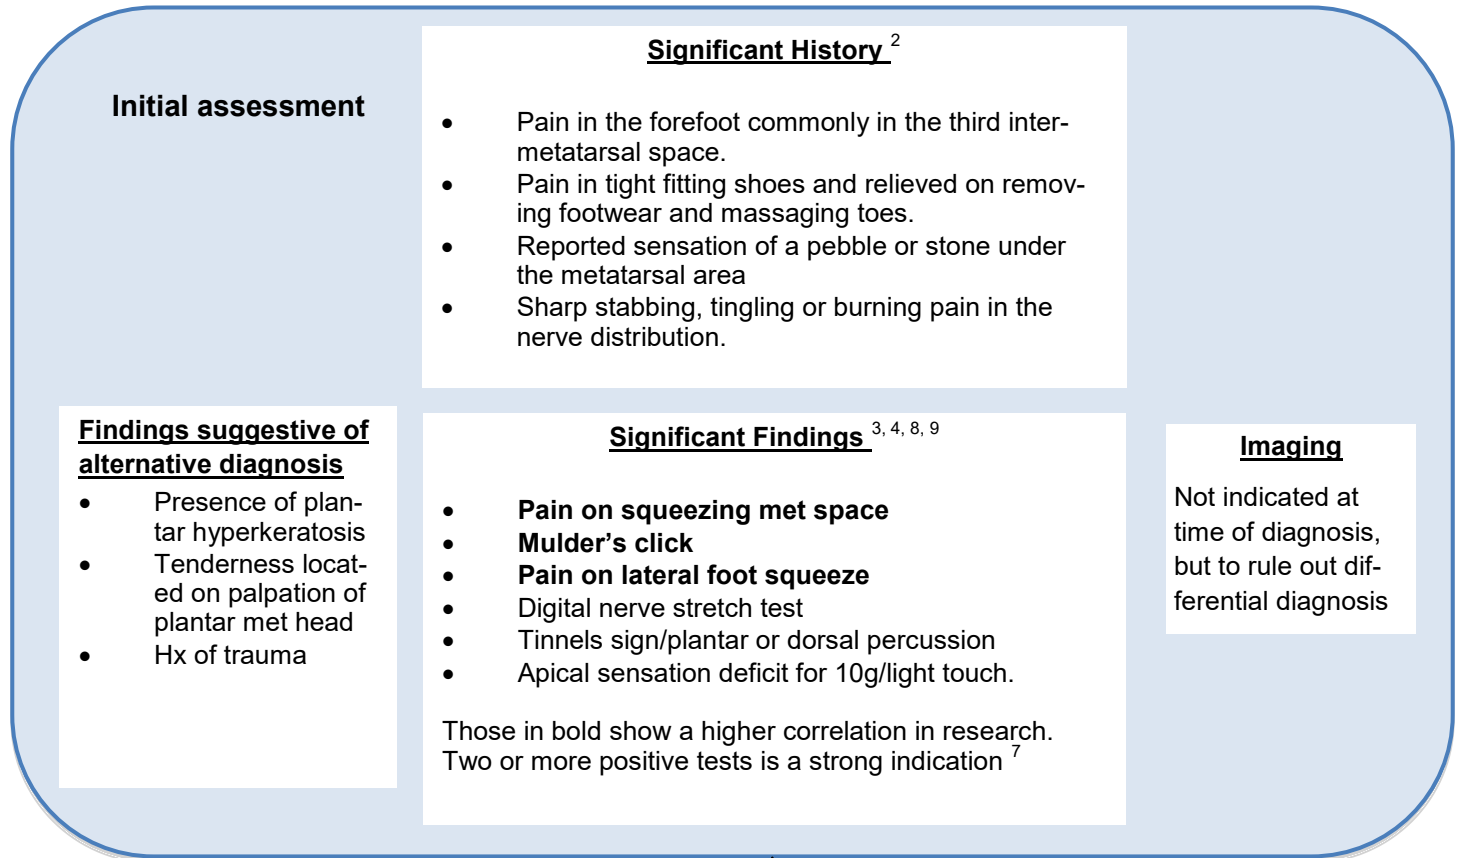 Initial assessment
Significant History 2
• Pain in the forefoot commonly in the third inter-
metatarsal space.
• Pain in tight fitting shoes and relieved on remov-
ing footwear and massaging toes.
• Reported sensation of a pebble or stone under
the metatarsal area
• Sharp stabbing, tingling or burning pain in the
nerve distribution.
Findings suggestive of
alternative diagnosis
• Presence of plan-
tar hyperkeratosis
• Tenderness locat-
ed on palpation of
plantar met head
• Hx of trauma
Significant Findings 3, 4, 8, 9
• Pain on squeezing met space
• Mulder’s click
• Pain on lateral foot squeeze
• Digital nerve stretch test
• Tinnels sign/plantar or dorsal percussion
• Apical sensation deficit for 10g/light touch.
Those in bold show a higher correlation in research.
Two or more positive tests is a strong indication 7
Imaging
Not indicated at
time of diagnosis,
but to rule out dif-
ferential diagnosis